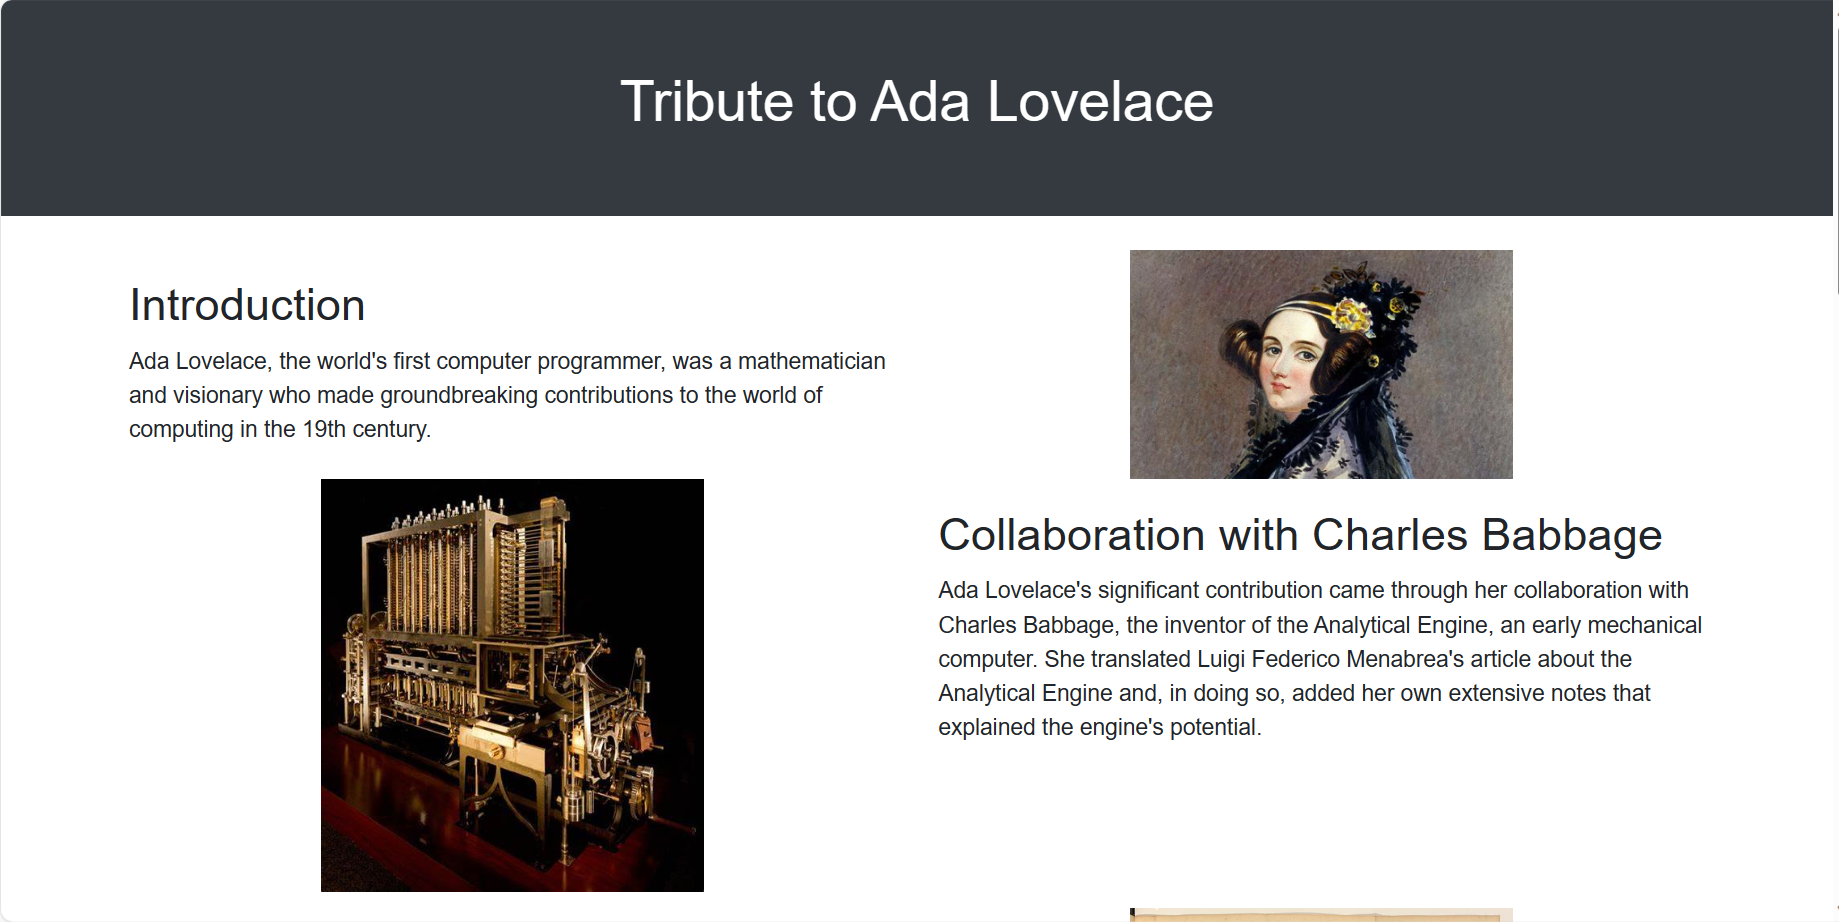 Tribute to Ada Lovelace
Introduction
Ada Lovelace, the world's first computer programmer, was a mathematician
and visionary who made groundbreaking contributions to the world of
computing in the 19th century.
Collaboration with Charles Babbage
Ada Lovelace's significant contribution came through her collaboration with
Charles Babbage, the inventor of the Analytical Engine, an early mechanical
computer. She translated Luigi Federico Menabrea's article about the
Analytical Engine and, in doing so, added her own extensive notes that
explained the engine's potential.